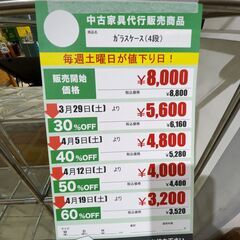 中古家具代行販売商品
商品名
ガラスケース(4段)
毎週土曜日が値下り日！
販売開始
価格
¥8,000
税込価格
¥8,800
3月29日(土) より
30%OFF
¥5,600
税込価格
¥6,160
4月5日(土) より
40%OFF
¥4,800
税込価格
5,280
4月12日(土) より
50%OFF
¥4,000
税込価格
4,400
4月19日(土) より
60%OFF
¥3,200
税込価格
¥3,520
サイズ